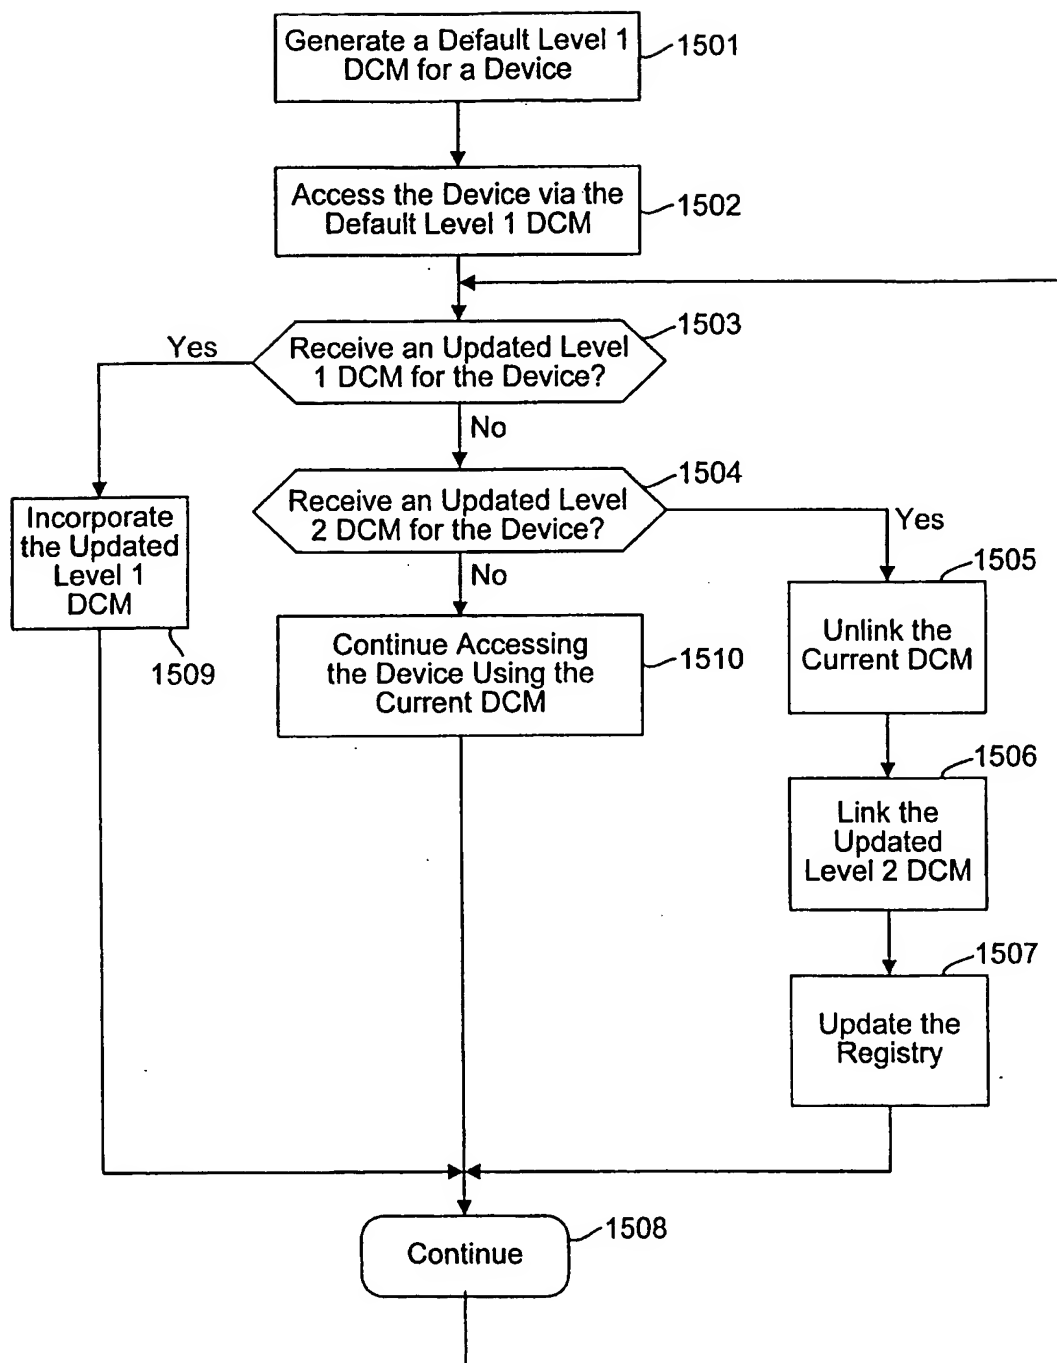 Generate a Default Level 1
DCM for a Device
1501
Access the Device via the
Default Level 1 DCM
1502
1503
Yes
Receive an Updated Level
1 DCM for the Device?
No
1504
Receive an Updated Level
2 DCM for the Device?
Yes
No
Incorporate
the Updated
Level 1
DCM
1509
Continue Accessing
the Device Using the
Current DCM
1510
1505
Unlink the
Current DCM
1506
Link the
Updated
Level 2 DCM
1507
Update the
Registry
Continue
1508